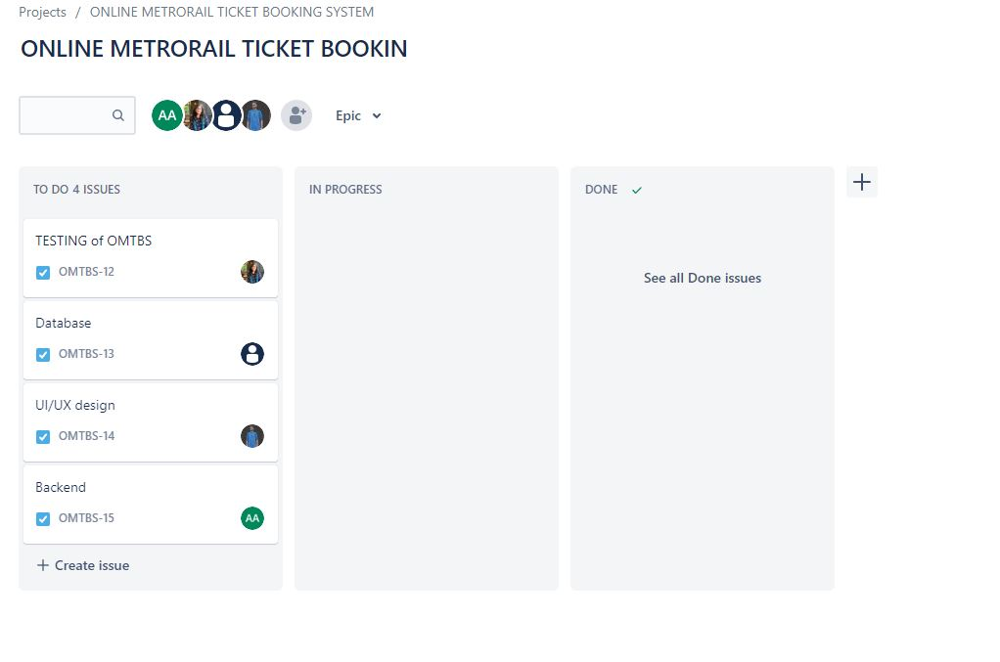 Projects / ONLINE METRORAIL TICKET BOOKING SYSTEM
ONLINE METRORAIL TICKET BOOKIN
AA
Epic
TO DO 4 ISSUES
IN PROGRESS
DONE
TESTING of OMTBS
OMTBS-12
Database
OMTBS-13
UI/UX design
OMTBS-14
Backend
OMTBS-15
AA
+ Create issue
See all Done issues